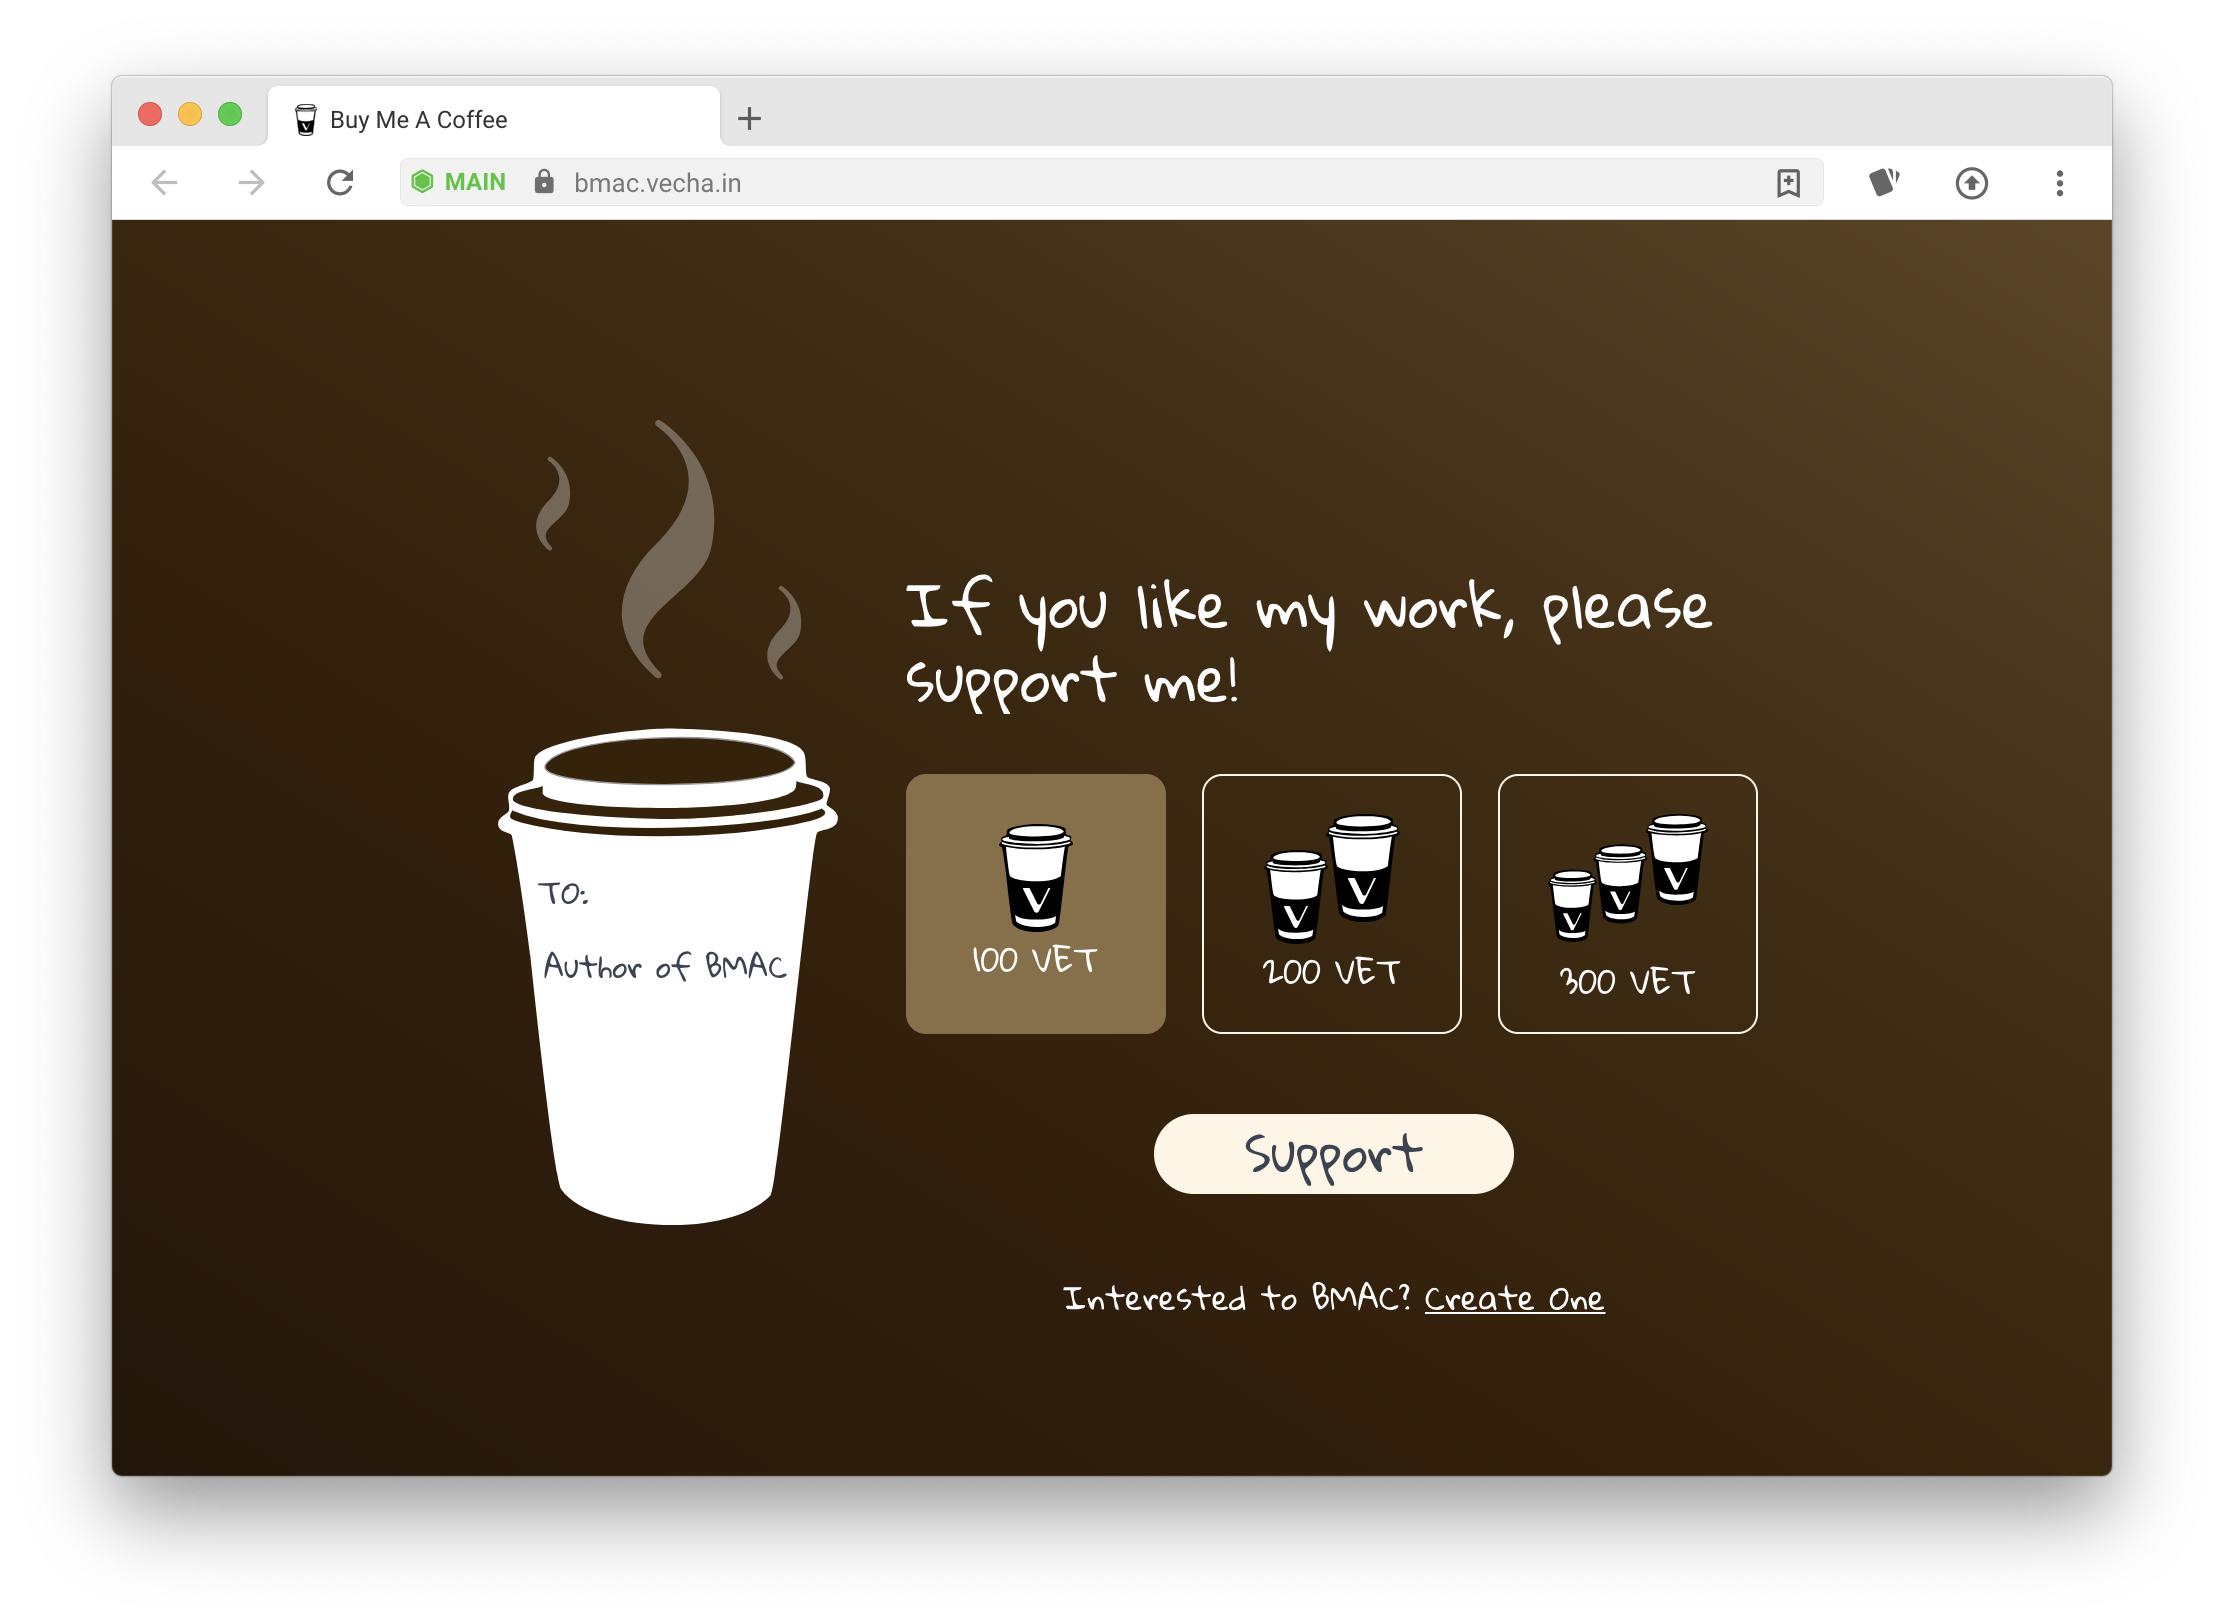 Buy Me A Coffee
MAIN bmac.vecha.in
If you like my work, please
support me!
TO:
Author of BMAC
V
V
V
V
V
V
100 VET
200 VET
300 VET
Support
Interested to BMAC? Create One